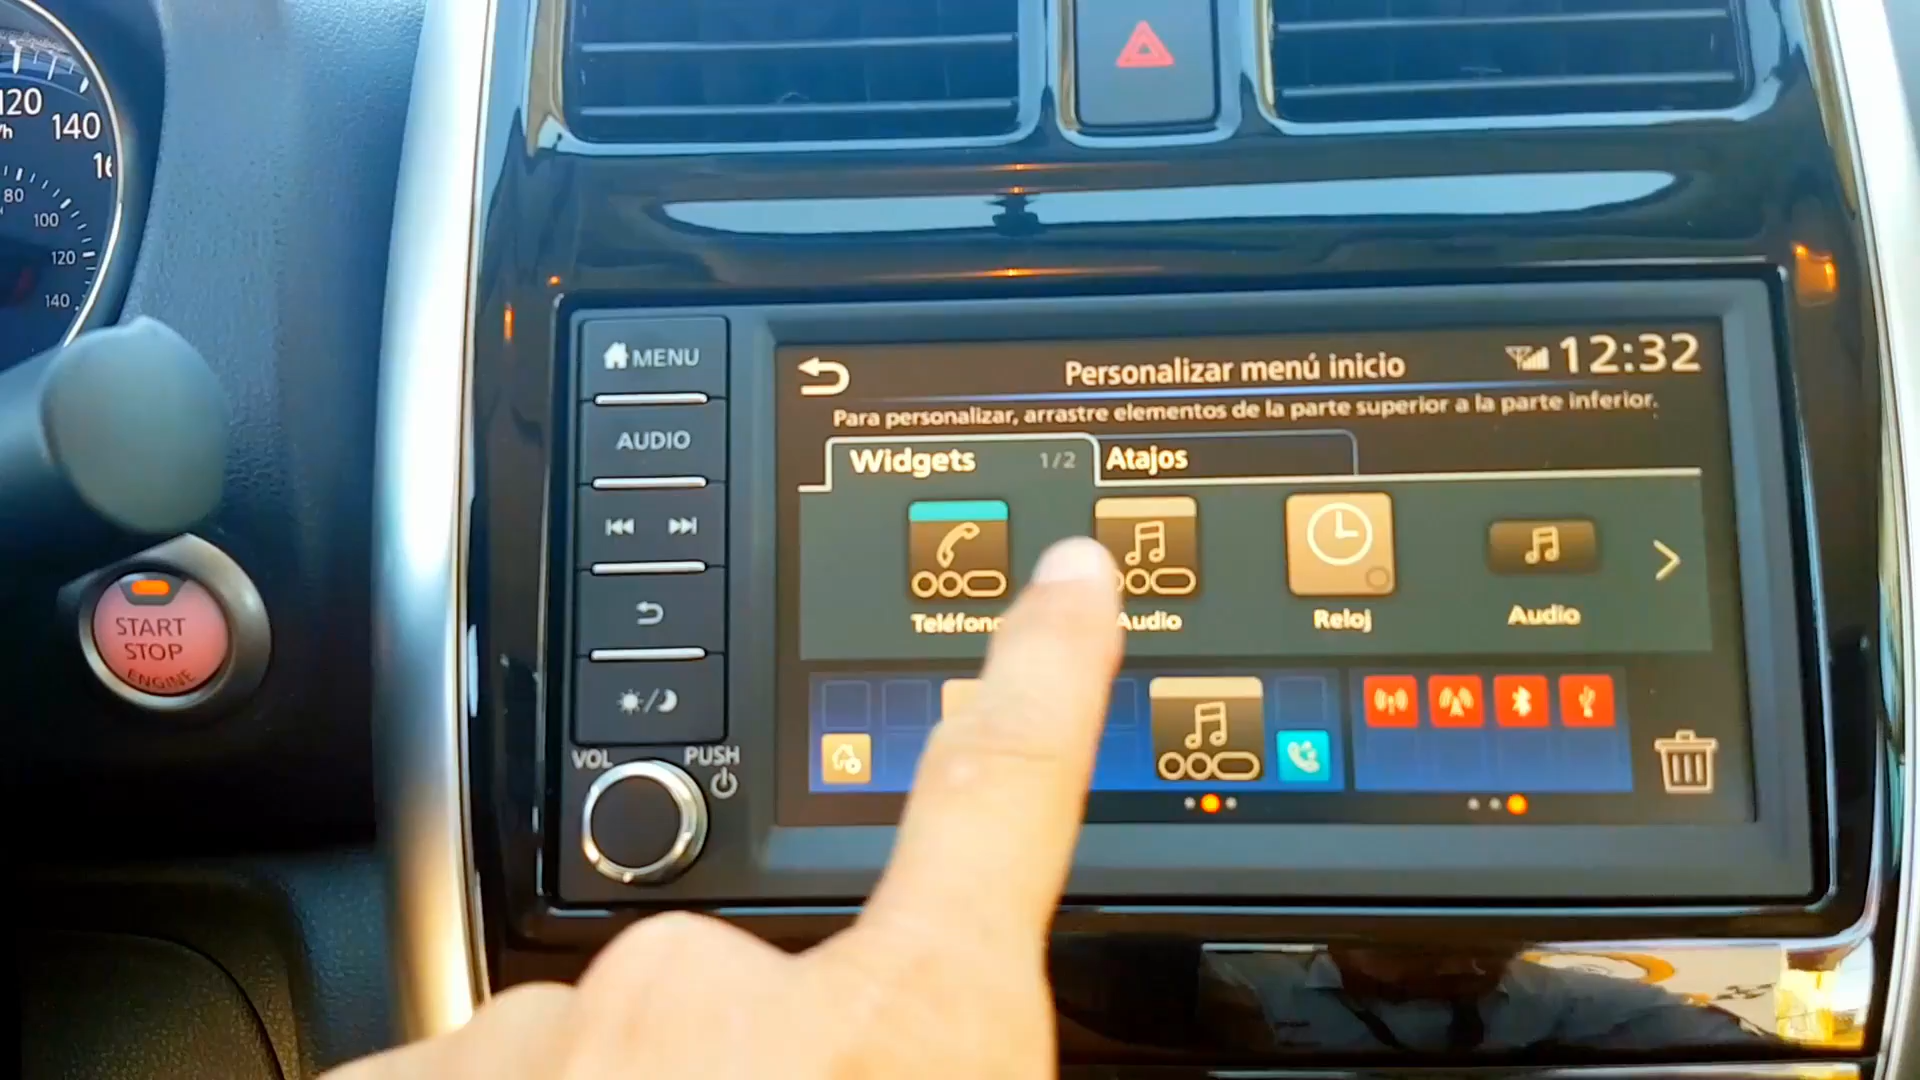 120
140
80
100
120
140
START
STOP
ENGINE
MENU
AUDIO
VOL
PUSH
Personalizar menú inicio
12:32
Para personalizar, arrastre elementos de la parte superior a la parte inferior.
Widgets 1/2
Atajos
Teléfono
Audio
Reloj
Audio